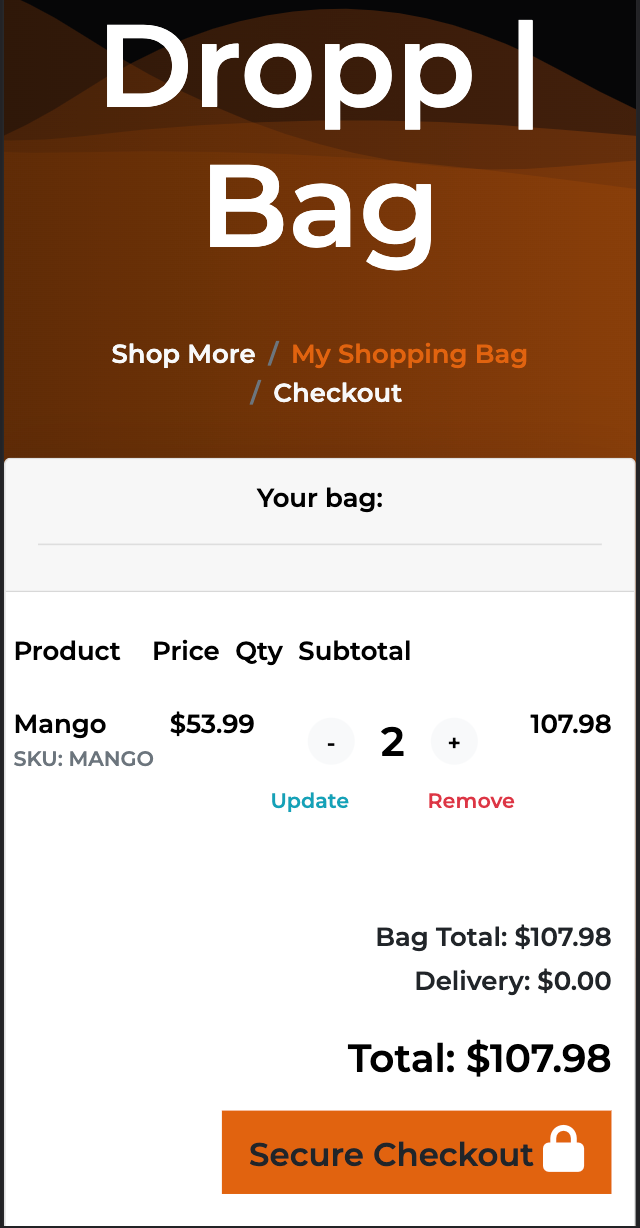 Dropp |
Bag
Shop More / My Shopping Bag
/ Checkout
Your bag:
Product Price Qty Subtotal
Mango $53.99 - 2 + 107.98
SKU: MANGO
Update Remove
Bag Total: $107.98
Delivery: $0.00
Total: $107.98
Secure Checkout